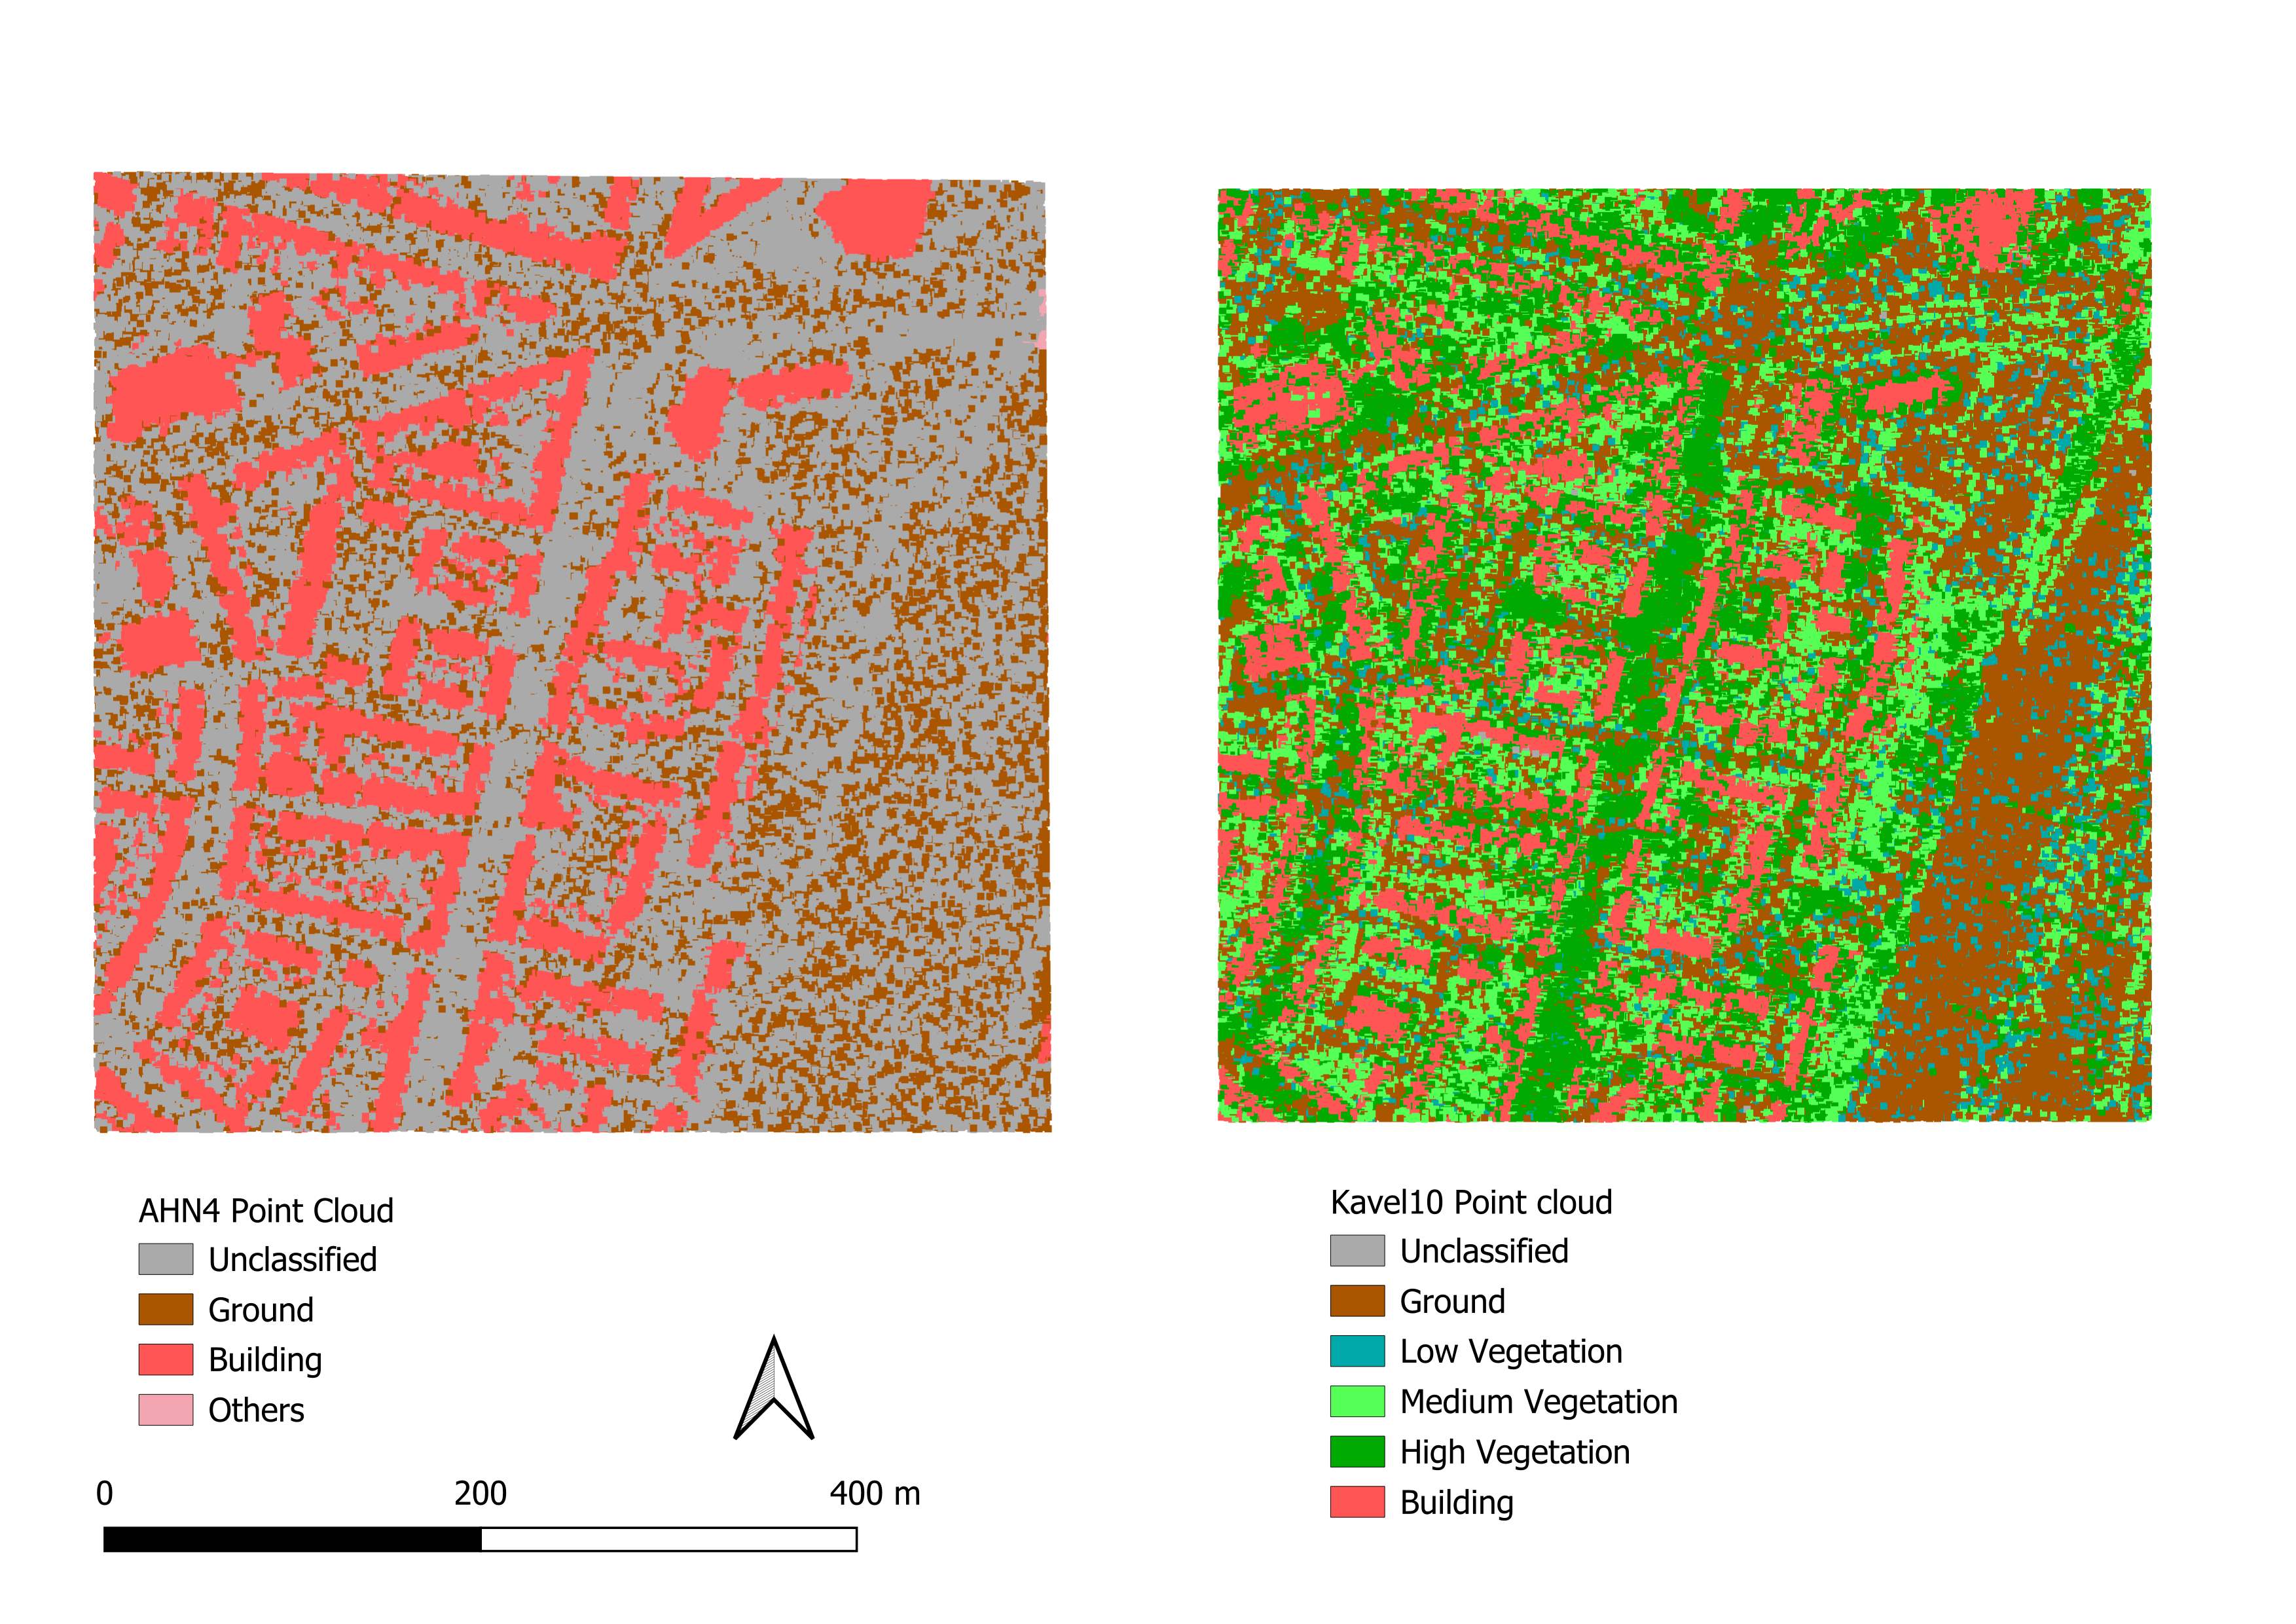 AHN4 Point Cloud
Unclassified
Ground
Building
Others
0 200 400 m
Kavel10 Point cloud
Unclassified
Ground
Low Vegetation
Medium Vegetation
High Vegetation
Building